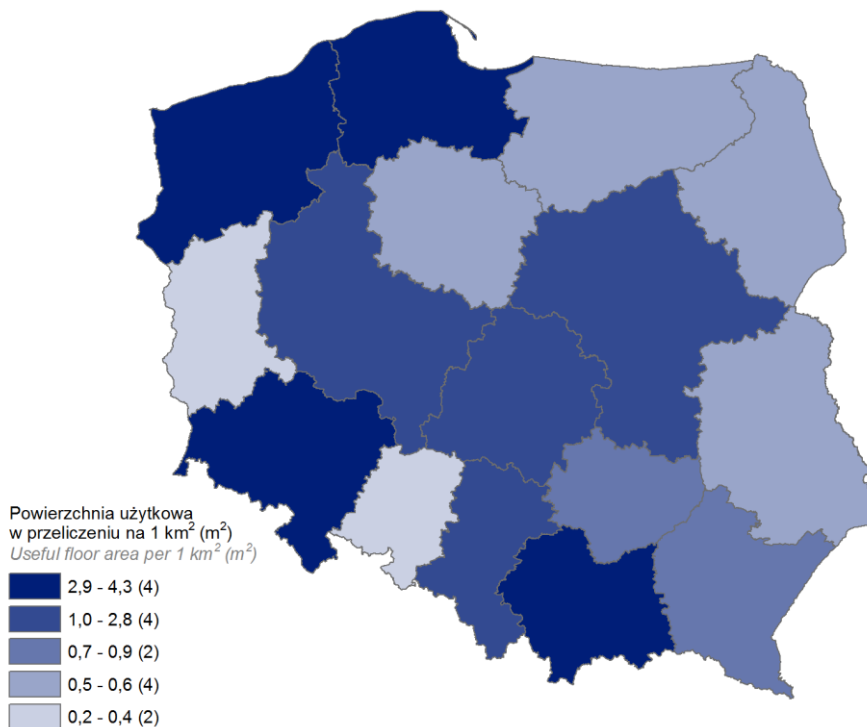 Powierzchnia użytkowa
w przeliczeniu na 1 km² (m²)
Useful floor area per 1 km² (m²)
2,9 - 4,3 (4)
1,0 - 2,8 (4)
0,7 - 0,9 (2)
0,5 - 0,6 (4)
0,2 - 0,4 (2)